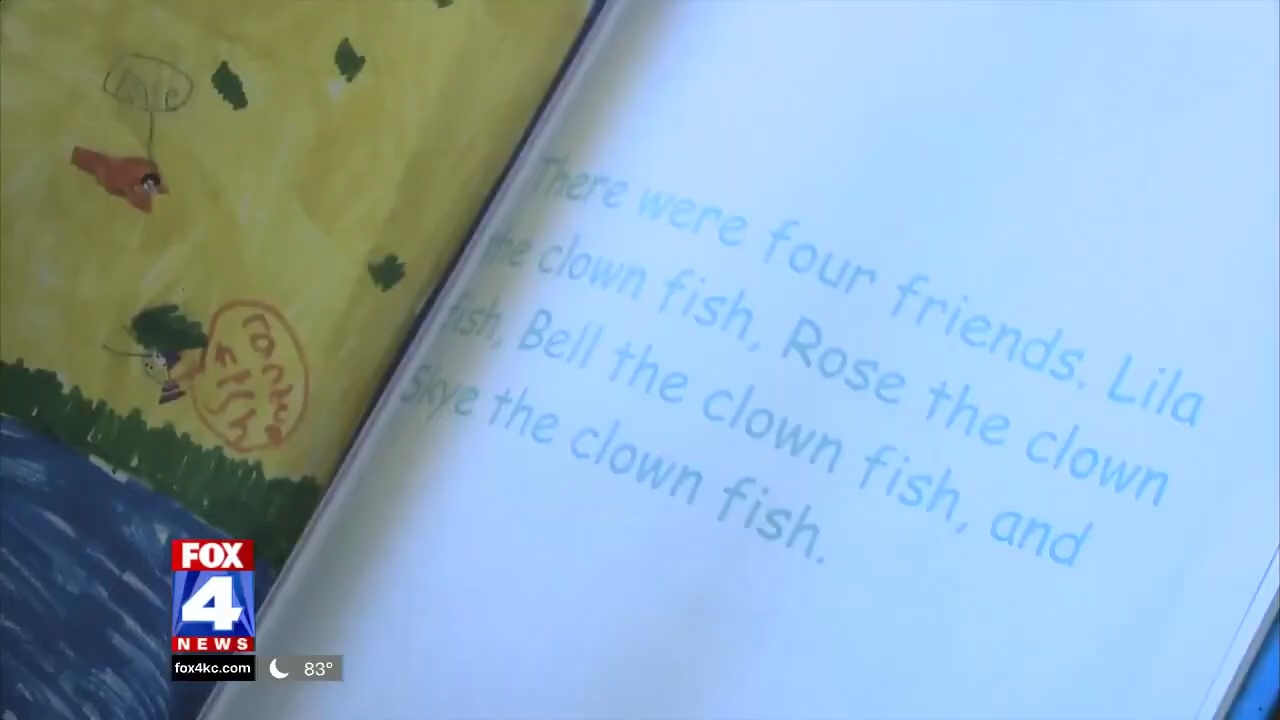 There were four friends. Lila
the clown fish, Rose the clown
fish, Bell the clown fish, and
Skye the clown fish.
FOX
4
NEWS
fox4kc.com
83°